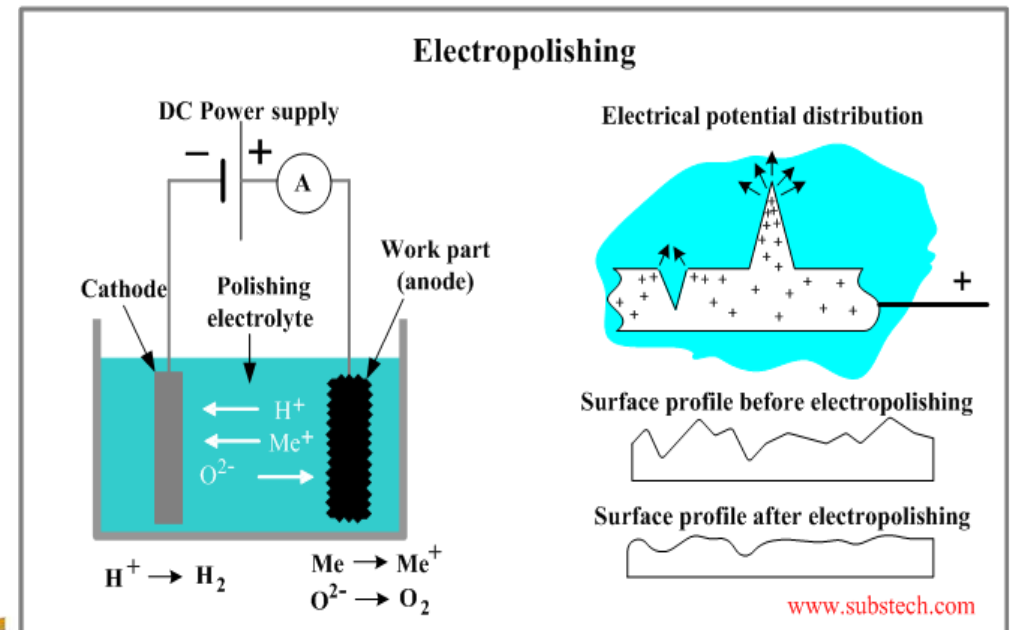 Electropolishing
DC Power supply
− +
A
Cathode
Polishing
electrolyte
Work part
(anode)
H⁺
Me⁺
O²⁻
H⁺ → H₂
Me → Me⁺
O²⁻ → O₂
Electrical potential distribution
+
Surface profile before electropolishing
Surface profile after electropolishing
www.substech.com